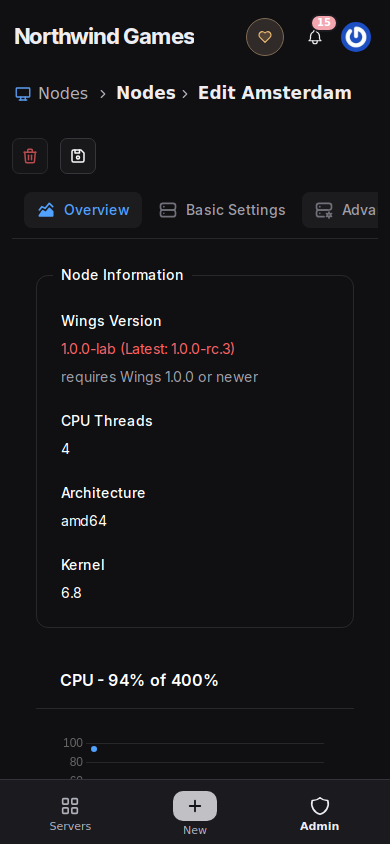 Northwind Games
15
Nodes > Nodes > Edit Amsterdam
Overview
Basic Settings
Adva
Node Information
Wings Version
1.0.0-lab (Latest: 1.0.0-rc.3)
requires Wings 1.0.0 or newer
CPU Threads
4
Architecture
amd64
Kernel
6.8
CPU - 94% of 400%
100
80
Servers
New
Admin